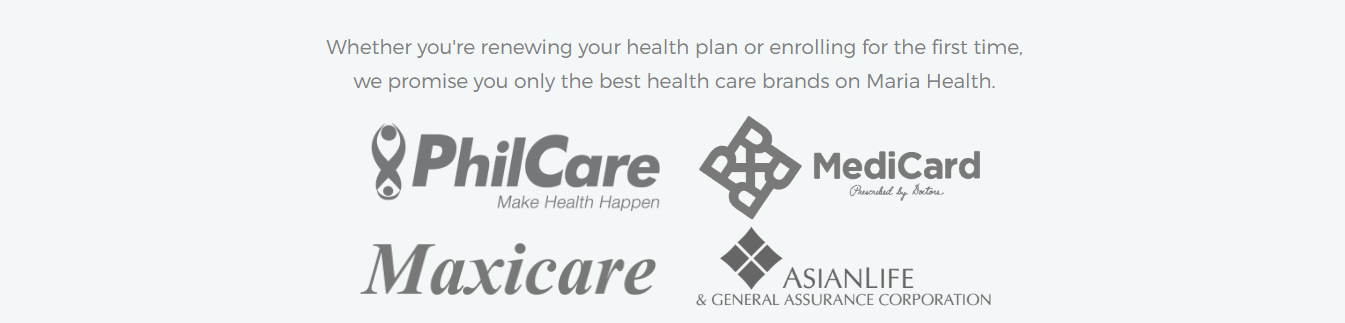 Whether you're renewing your health plan or enrolling for the first time,
we promise you only the best health care brands on Maria Health.
PhilCare
Make Health Happen
MediCard
Prescribed by Doctors
Maxicare
ASIANLIFE
& GENERAL ASSURANCE CORPORATION